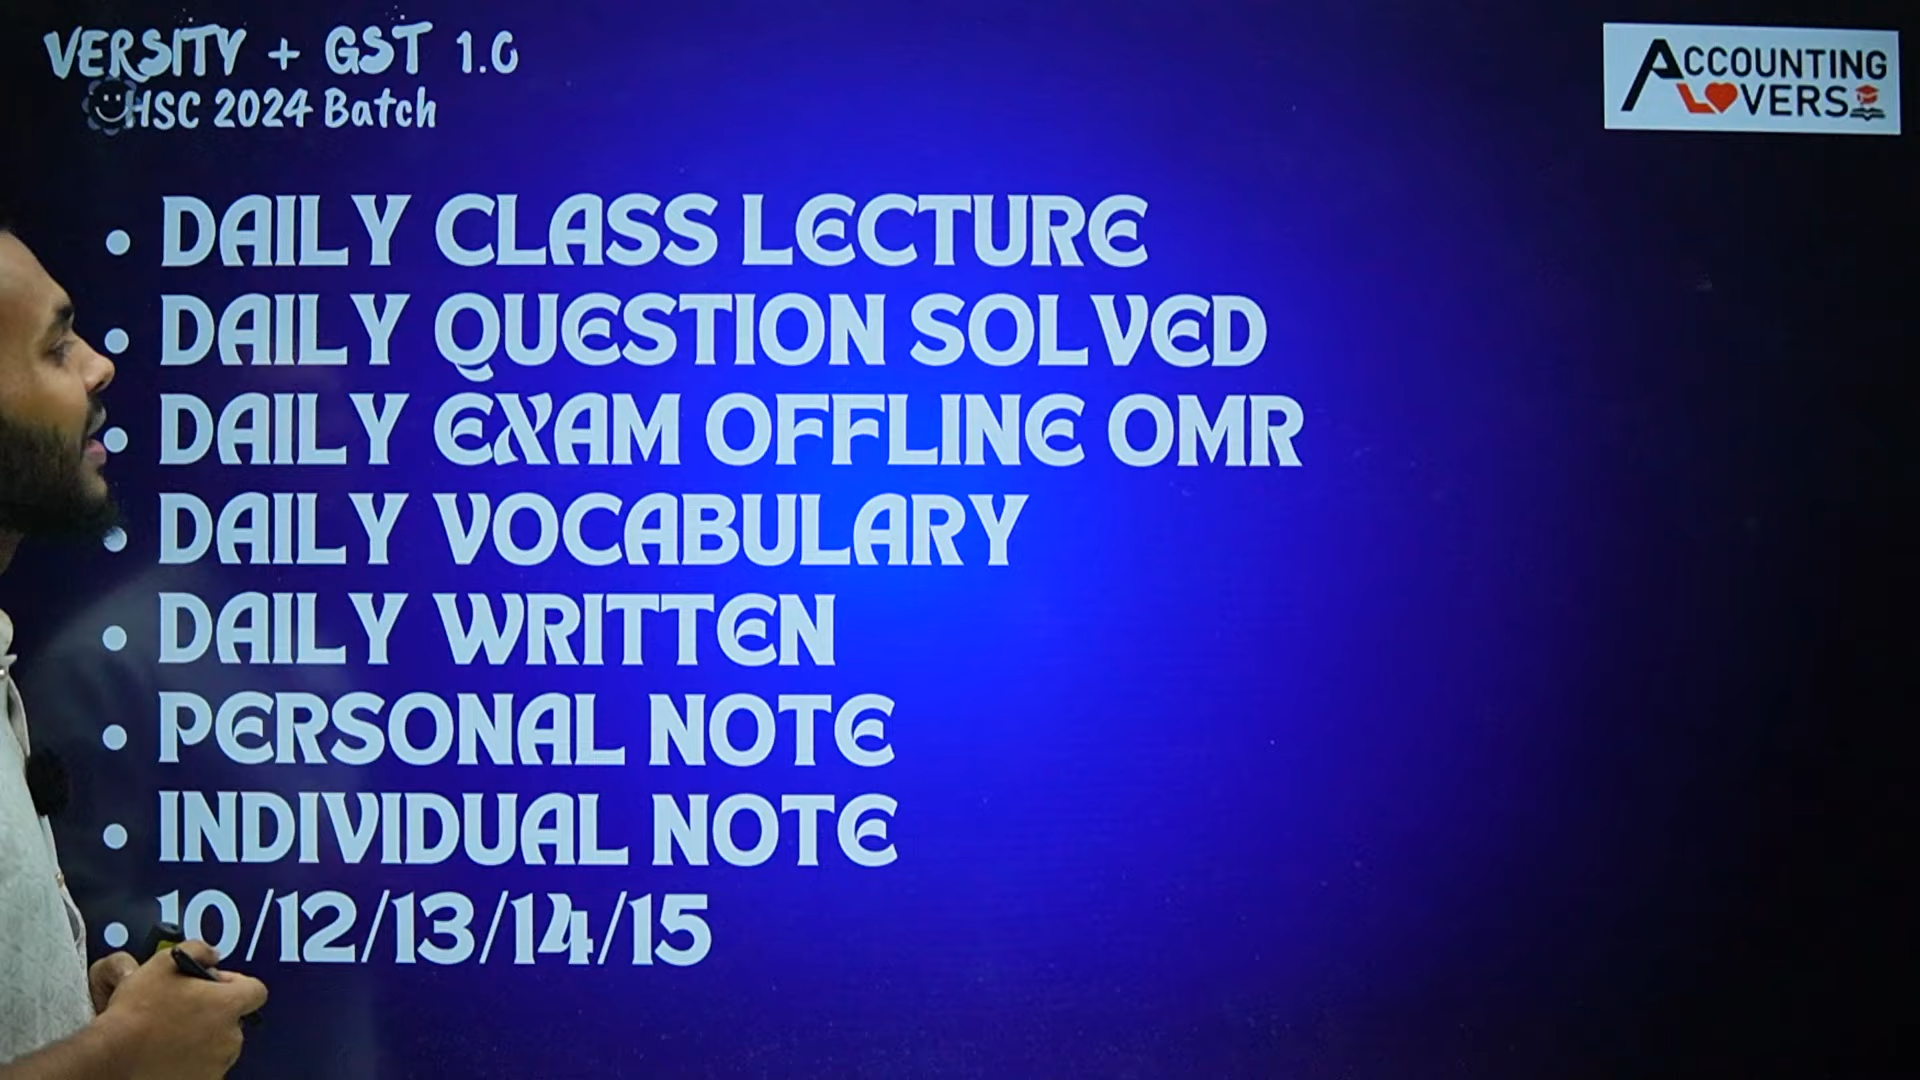 VERSITY + GST 1.0
HSC 2024 Batch
ACCOUNTING
LOVERS
• DAILY CLASS LECTURE
• DAILY QUESTION SOLVED
• DAILY EXAM OFFLINE OMR
• DAILY VOCABULARY
• DAILY WRITTEN
• PERSONAL NOTE
• INDIVIDUAL NOTE
• 10/12/13/14/15